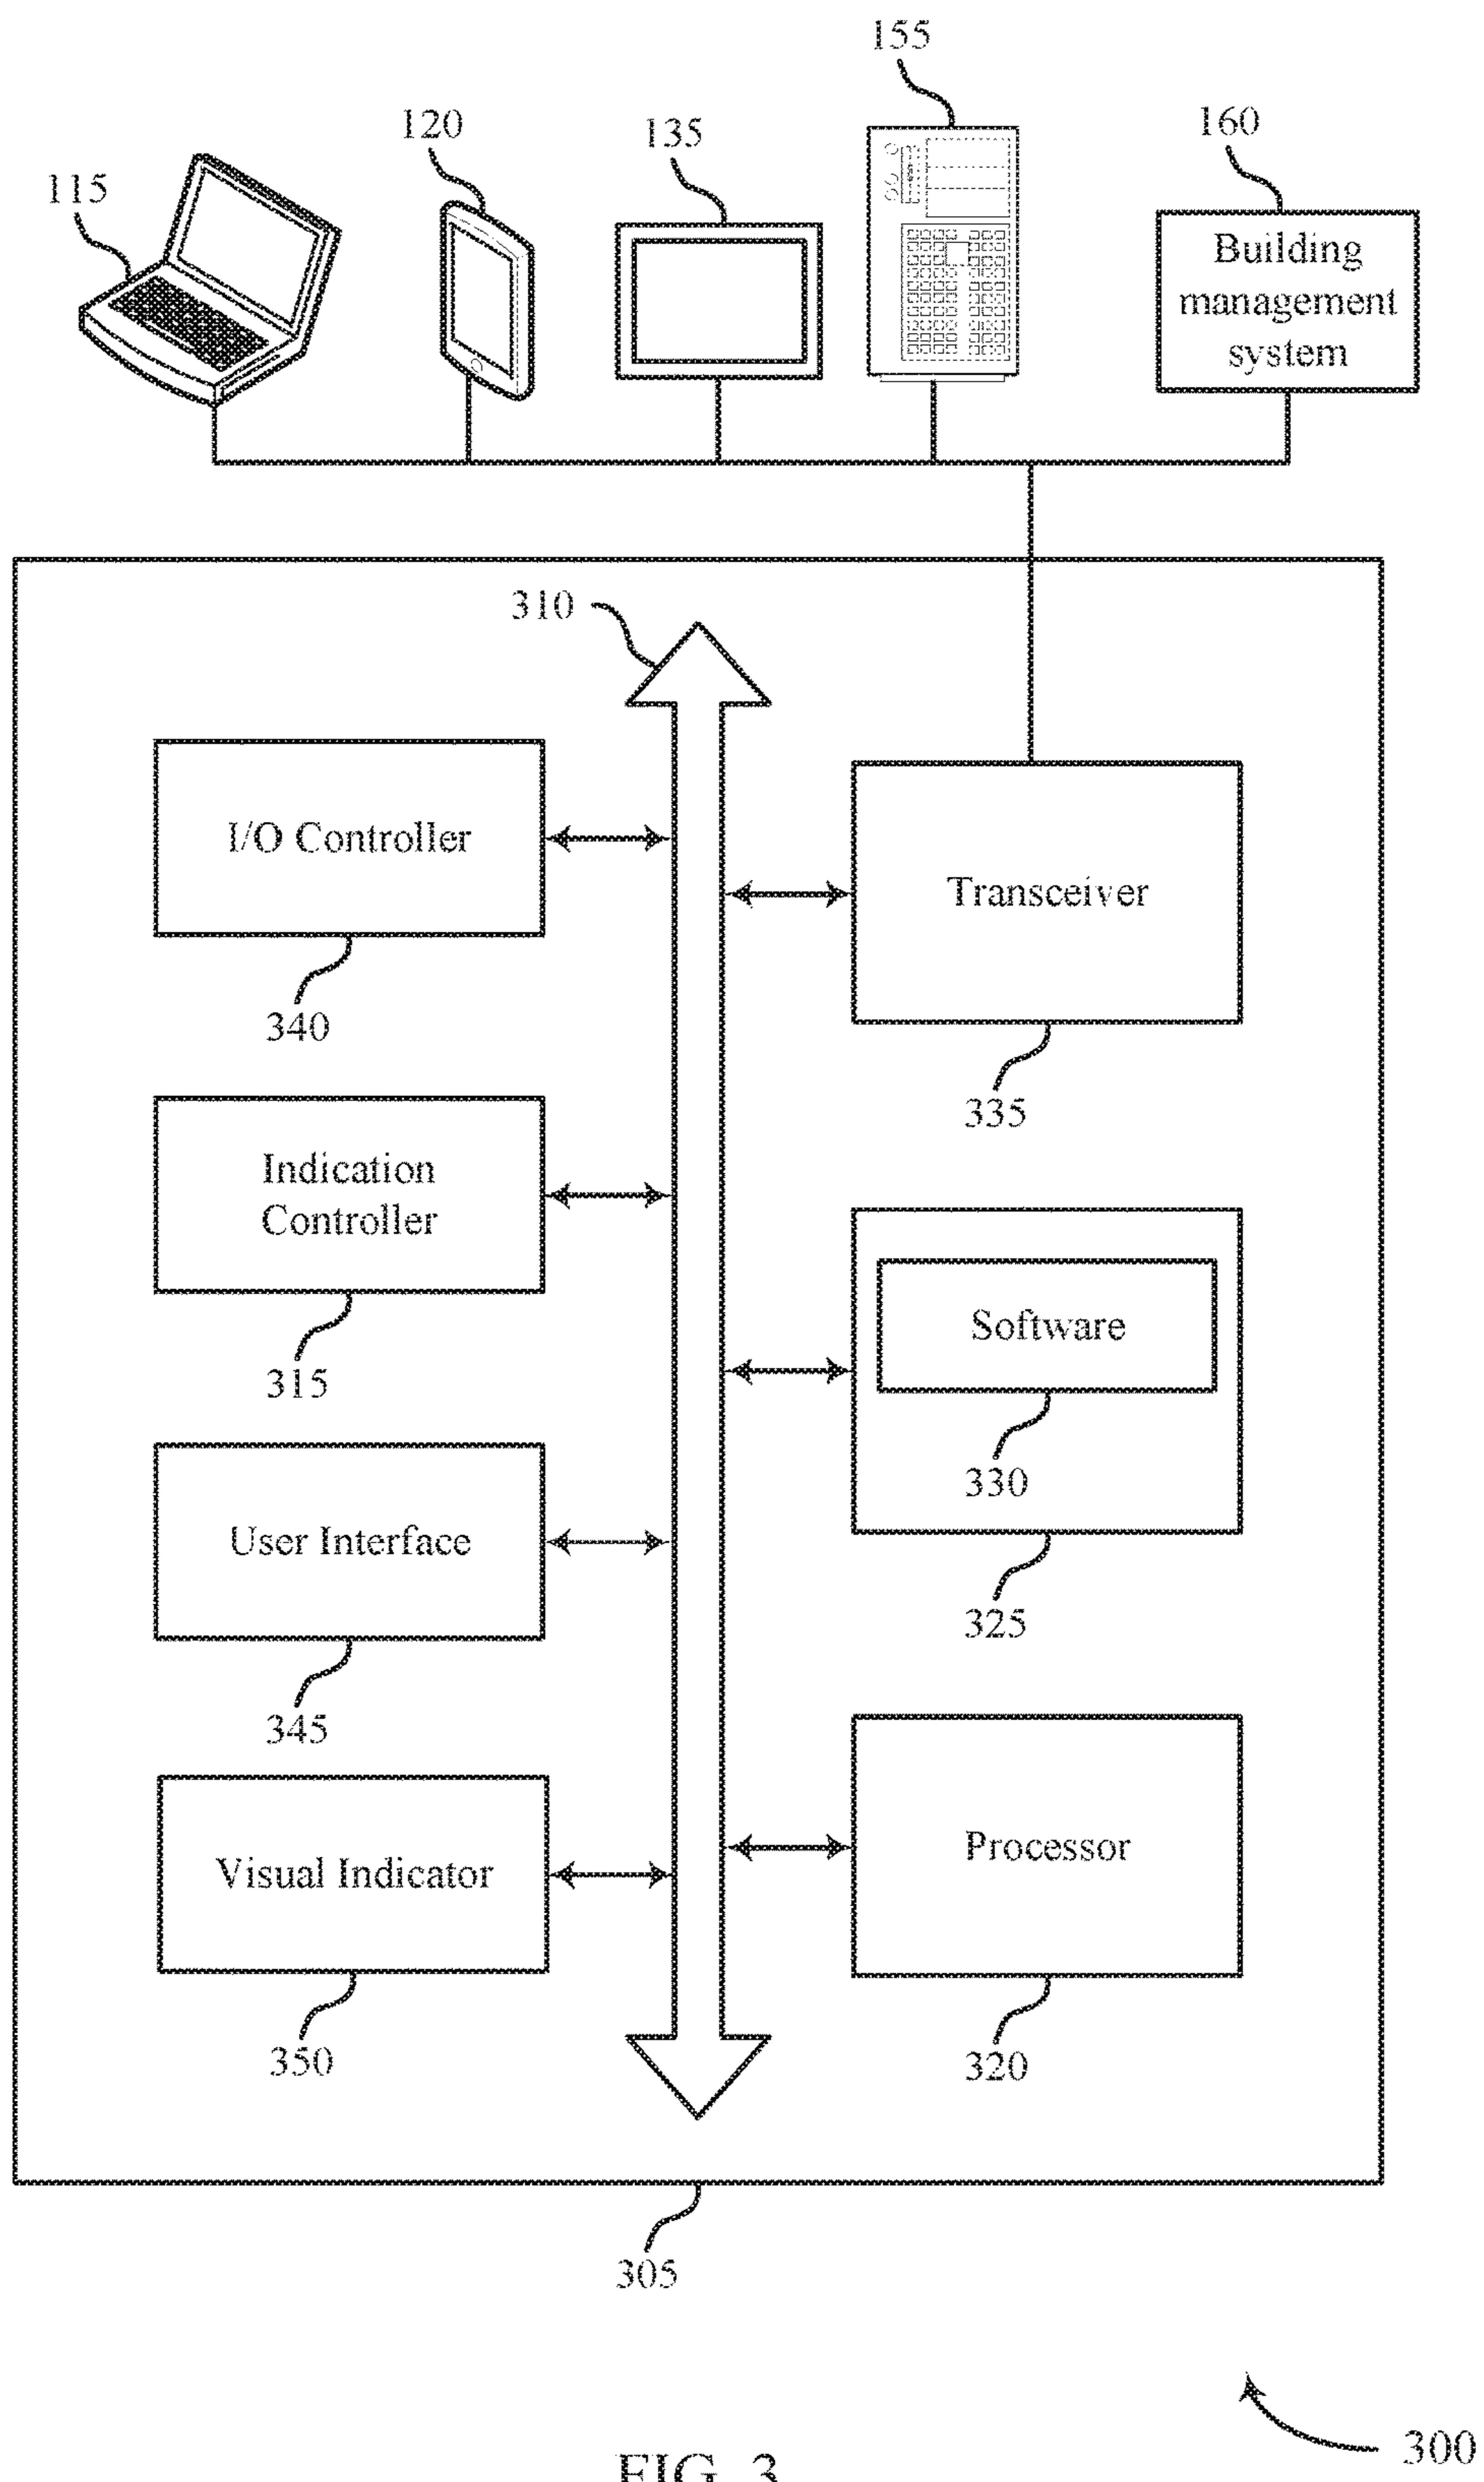 155
120
135
160
115
Building
management
system
310
I/O Controller
Transceiver
340
335
Indication
Controller
Software
315
330
User Interface
325
345
Processor
Visual Indicator
350
320
305
300
FIG. 3